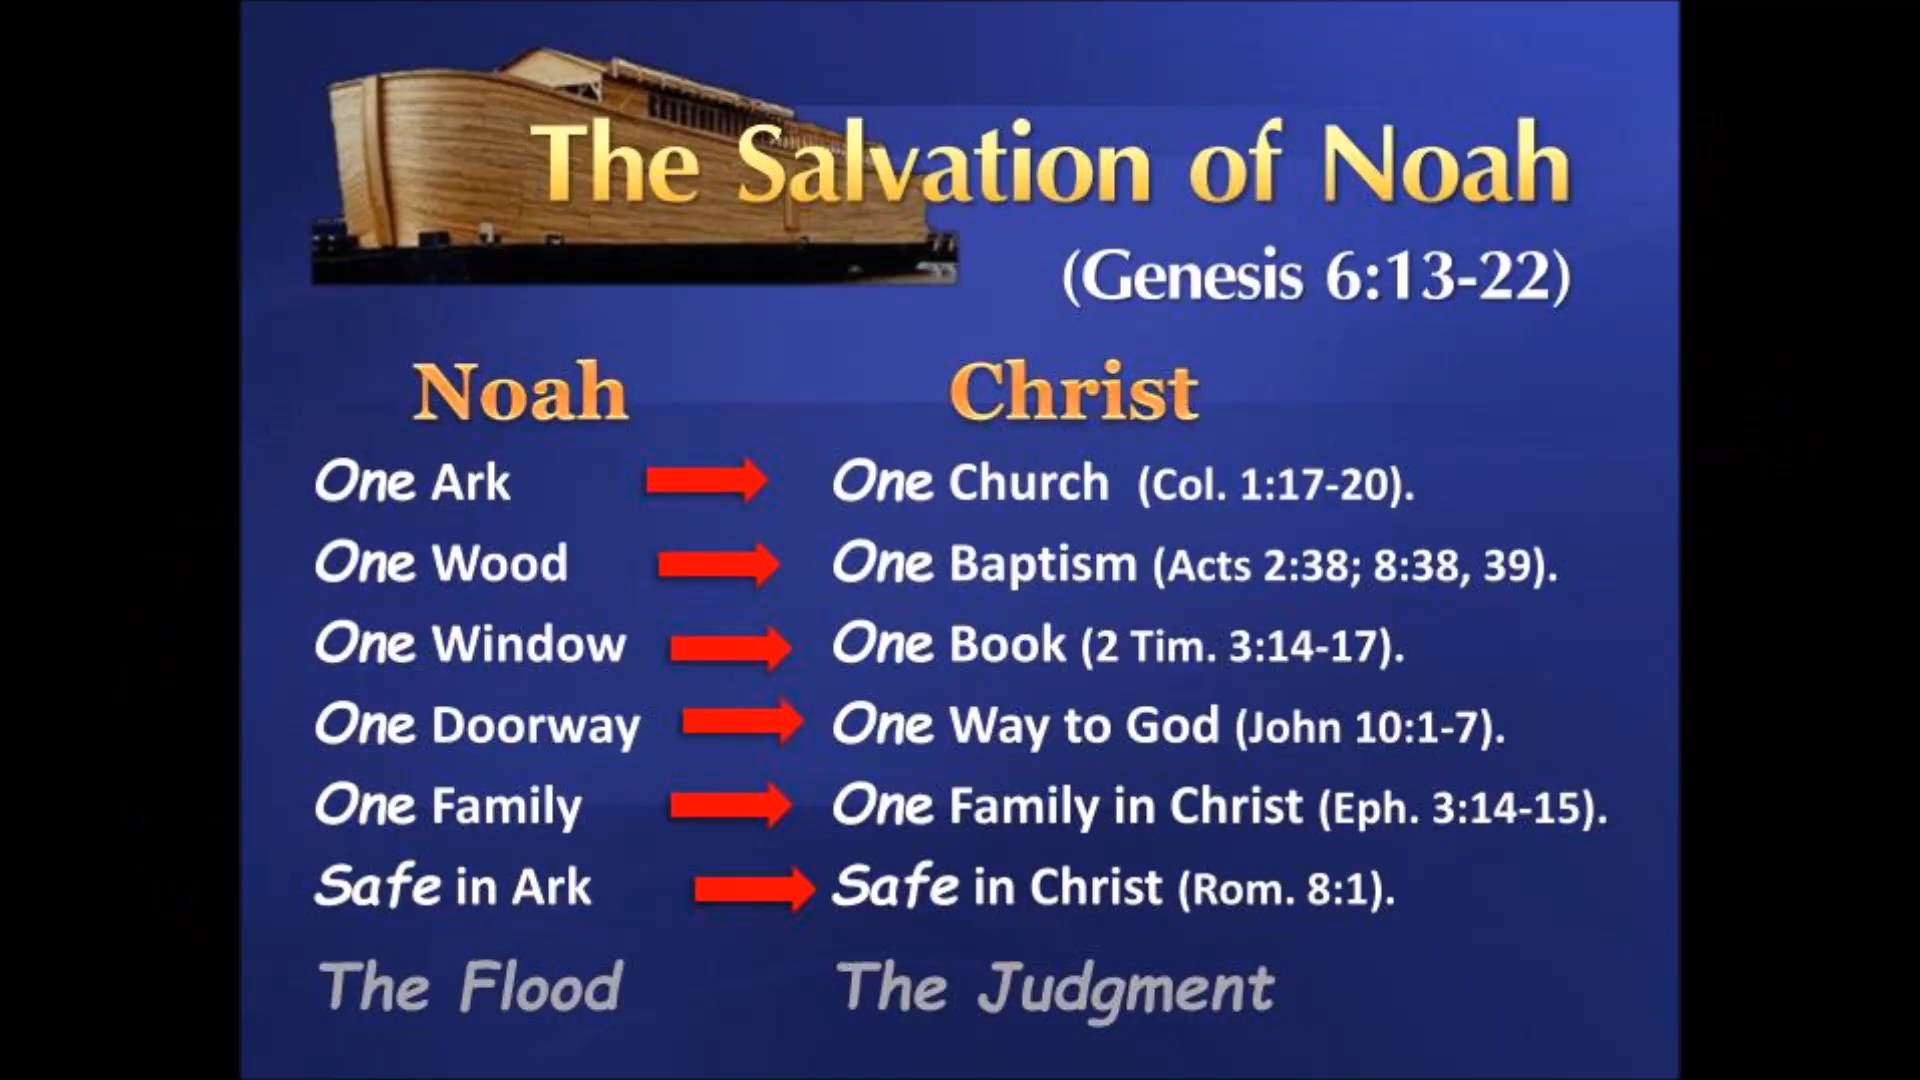 The Salvation of Noah
(Genesis 6:13-22)
Noah Christ
One Ark One Church (Col. 1:17-20).
One Wood One Baptism (Acts 2:38; 8:38, 39).
One Window One Book (2 Tim. 3:14-17).
One Doorway One Way to God (John 10:1-7).
One Family One Family in Christ (Eph. 3:14-15).
Safe in Ark Safe in Christ (Rom. 8:1).
The Flood The Judgment